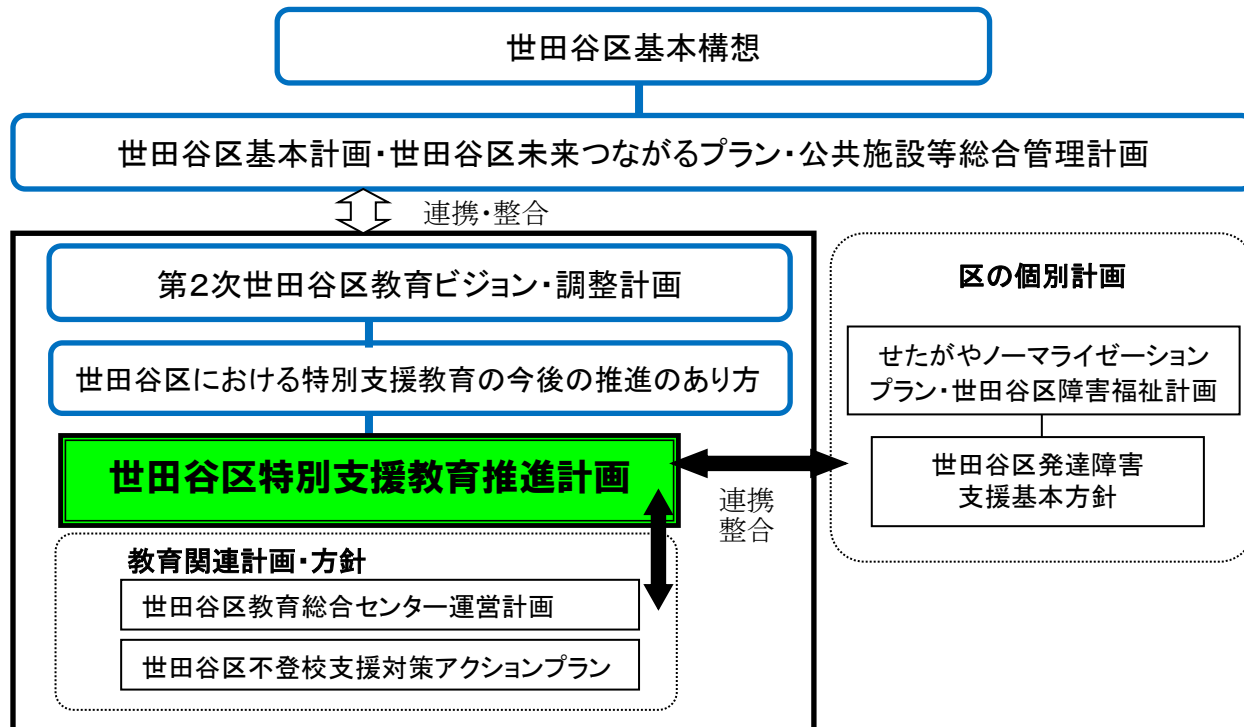 世田谷区基本構想
世田谷区基本計画・世田谷区未来つながるプラン・公共施設等総合管理計画
連携・整合
第2次世田谷区教育ビジョン・調整計画
世田谷区における特別支援教育の今後の推進のあり方
世田谷区特別支援教育推進計画
連携
整合
教育関連計画・方針
世田谷区教育総合センター運営計画
世田谷区不登校支援対策アクションプラン
区の個別計画
せたがやノーマライゼーション
プラン・世田谷区障害福祉計画
世田谷区発達障害
支援基本方針